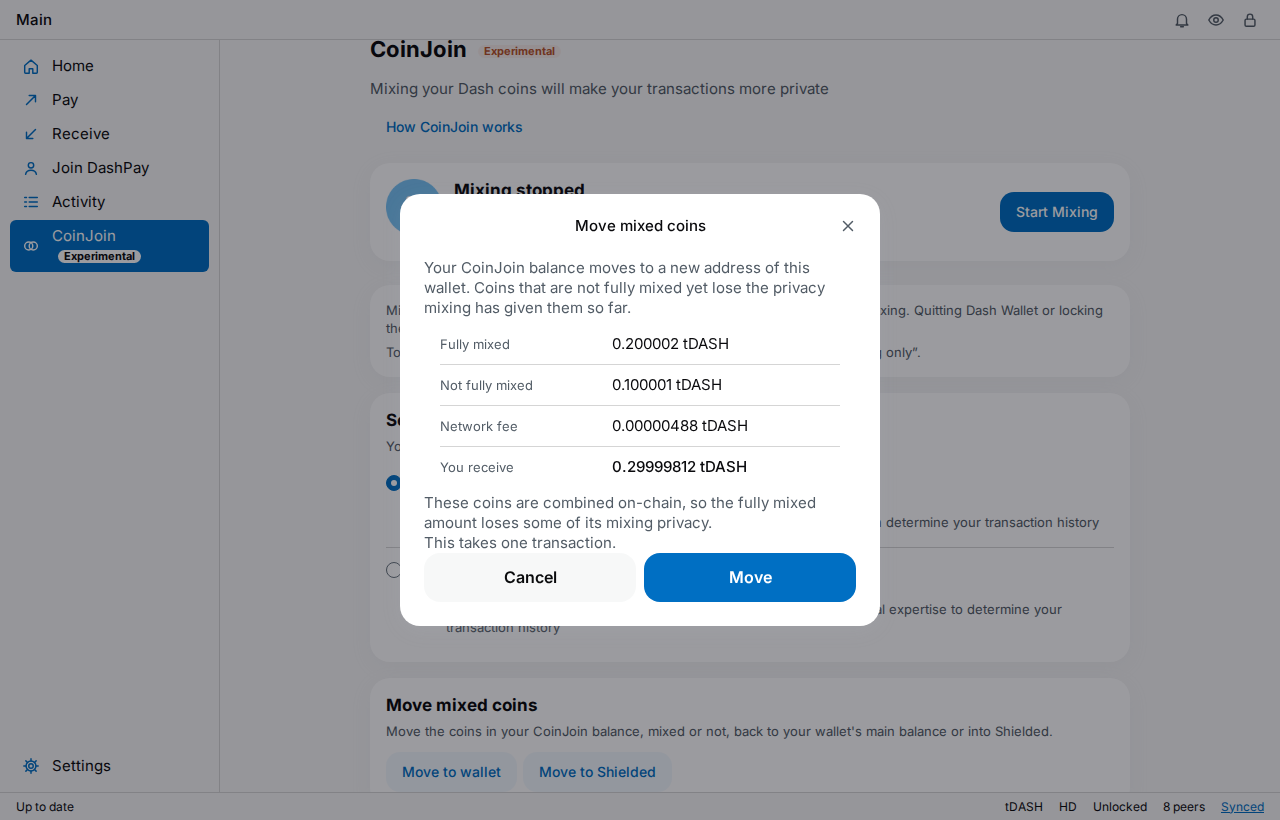 Main
Home
Pay
Receive
Join DashPay
Activity
CoinJoin
Experimental
Settings
CoinJoin Experimental
Mixing your Dash coins will make your transactions more private
How CoinJoin works
Mixing stopped
Start Mixing
xing. Quitting Dash Wallet or locking
only”.
determine your transaction history
expertise to determine your
transaction history
Move mixed coins
Your CoinJoin balance moves to a new address of this
wallet. Coins that are not fully mixed yet lose the privacy
mixing has given them so far.
Fully mixed 0.200002 tDASH
Not fully mixed 0.100001 tDASH
Network fee 0.00000488 tDASH
You receive 0.29999812 tDASH
These coins are combined on-chain, so the fully mixed
amount loses some of its mixing privacy.
This takes one transaction.
Cancel Move
Move mixed coins
Move the coins in your CoinJoin balance, mixed or not, back to your wallet's main balance or into Shielded.
Move to wallet Move to Shielded
Up to date tDASH HD Unlocked 8 peers Synced